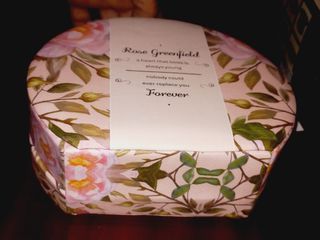 Rose Greenfield
a heart that loves is
always young
nobody could
ever replace you
Forever